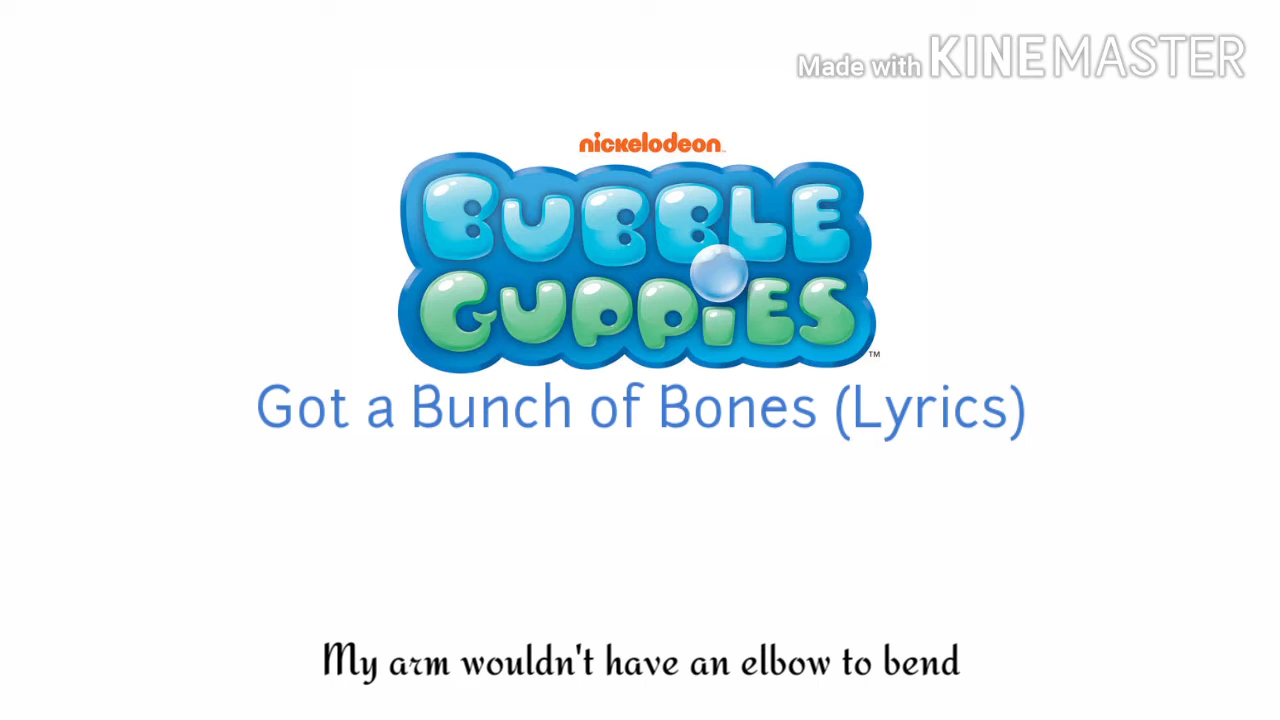 Made with KINEMASTER
nickelodeon
BUBBLE
GUPPIES
TM
Got a Bunch of Bones (Lyrics)
My arm wouldn't have an elbow to bend